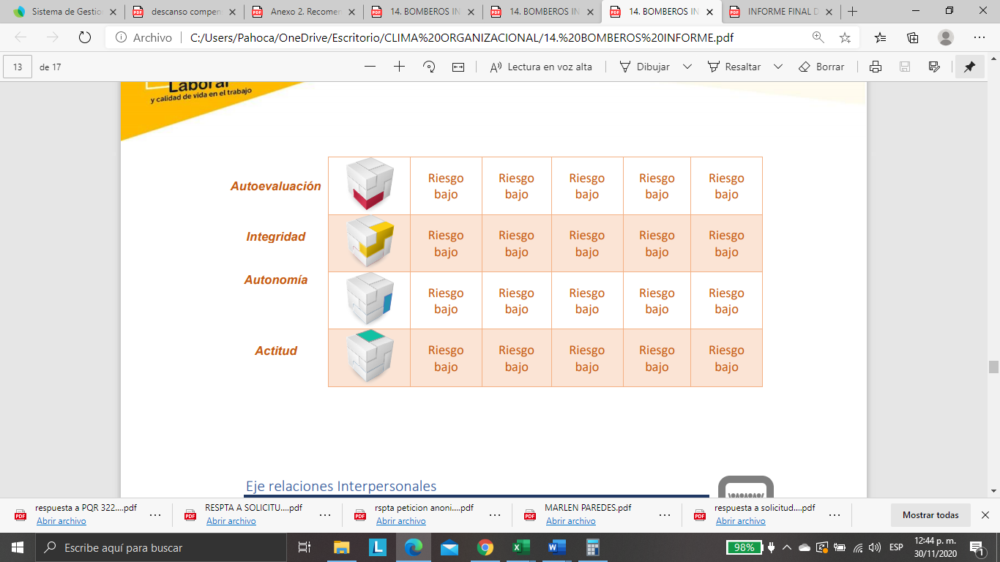 Sistema de Gestio
descanso compen
Anexo 2. Recomen
14. BOMBEROS IN
14. BOMBEROS IN
14. BOMBEROS IN
INFORME FINAL D
Archivo
C:/Users/Pahoca/OneDrive/Escritorio/CLIMA%20ORGANIZACIONAL/14.%20BOMBEROS%20INFORME.pdf
13 de 17
Lectura en voz alta
Dibujar
Resaltar
Borrar
Laboral
y calidad de vida en el trabajo
Autoevaluación
Riesgo Riesgo Riesgo Riesgo Riesgo
bajo bajo bajo bajo bajo
Integridad
Riesgo Riesgo Riesgo Riesgo Riesgo
bajo bajo bajo bajo bajo
Autonomía
Riesgo Riesgo Riesgo Riesgo Riesgo
bajo bajo bajo bajo bajo
Actitud
Riesgo Riesgo Riesgo Riesgo Riesgo
bajo bajo bajo bajo bajo
Eje relaciones Interpersonales
respuesta a PQR 322....pdf
Abrir archivo
RESPTA A SOLICITU....pdf
Abrir archivo
rspta peticion anoni....pdf
Abrir archivo
MARLEN PAREDES.pdf
Abrir archivo
respuesta a solicitud....pdf
Abrir archivo
Mostrar todas
Escribe aquí para buscar
98%
ESP
12:44 p. m.
30/11/2020
1